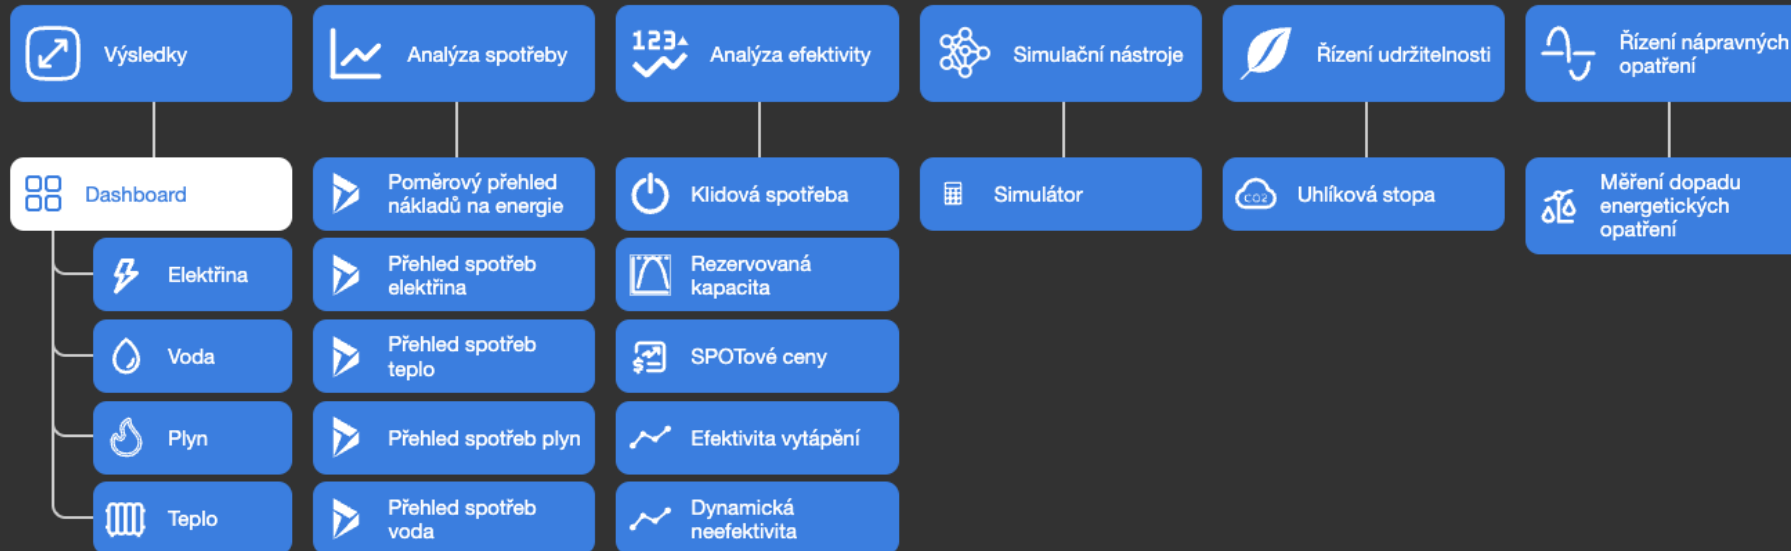 Výsledky
Analýza spotřeby
123
Analýza efektivity
Simulační nástroje
Řízení udržitelnosti
Řízení nápravných
opatření
Dashboard
Poměrový přehled
nákladů na energie
Klidová spotřeba
Simulátor
CO2
Uhlíková stopa
Měření dopadu
energetických
opatření
Elektřina
Přehled spotřeb
elektřina
Rezervovaná
kapacita
Voda
Přehled spotřeb
teplo
$
SPOTové ceny
Plyn
Přehled spotřeb plyn
Efektivita vytápění
Teplo
Přehled spotřeb
voda
Dynamická
neefektivita